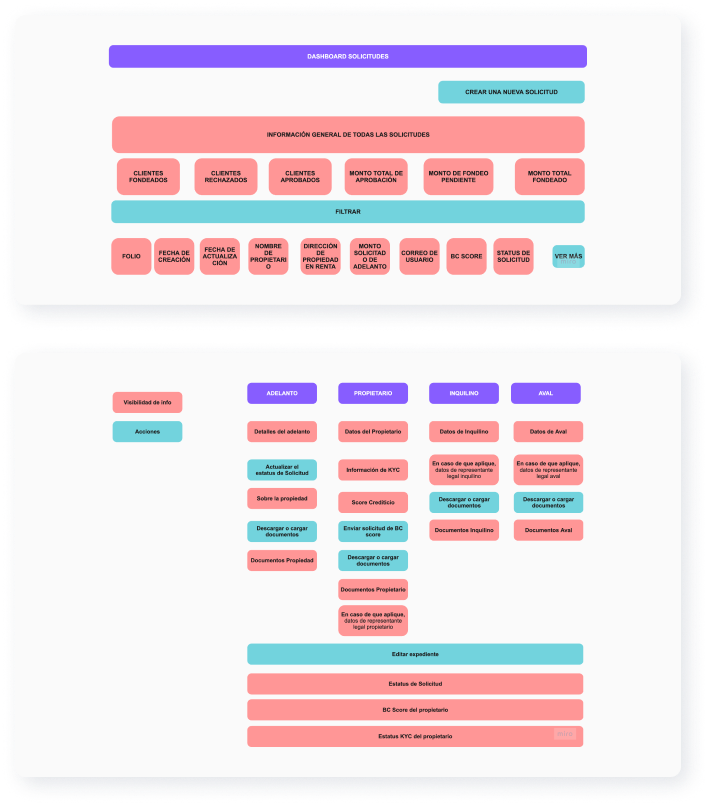 DASHBOARD SOLICITUDES
CREAR UNA NUEVA SOLICITUD
INFORMACIÓN GENERAL DE TODAS LAS SOLICITUDES
CLIENTES
FONDEADOS
CLIENTES
RECHAZADOS
CLIENTES
APROBADOS
MONTO TOTAL DE
APROBACIÓN
MONTO DE FONDEO
PENDIENTE
MONTO TOTAL
FONDEADO
FILTRAR
FOLIO
FECHA DE
CREACIÓN
FECHA DE
ACTUALIZA
CIÓN
NOMBRE
DE
PROPIETARI
O
DIRECCIÓN
DE
PROPIEDAD
EN RENTA
MONTO
SOLICITAD
O DE
ADELANTO
CORREO DE
USUARIO
BC SCORE
STATUS DE
SOLICITUD
VER MÁS
Visibilidad de info
Acciones
ADELANTO
Detalles del adelanto
Actualizar el
estatus de Solicitud
Sobre la propiedad
Descargar o cargar
documentos
Documentos Propiedad
PROPIETARIO
Datos del Propietario
Información de KYC
Score Crediticio
Enviar solicitud de BC
score
Descargar o cargar
documentos
Documentos Propietario
En caso de que aplique,
datos de representante
legal propietario
INQUILINO
Datos de Inquilino
En caso de que aplique,
datos de representante
legal inquilino
Descargar o cargar
documentos
Documentos Inquilino
AVAL
Datos de Aval
En caso de que aplique,
datos de representante
legal aval
Descargar o cargar
documentos
Documentos Aval
Editar expediente
Estatus de Solicitud
BC Score del propietario
Estatus KYC del propietario